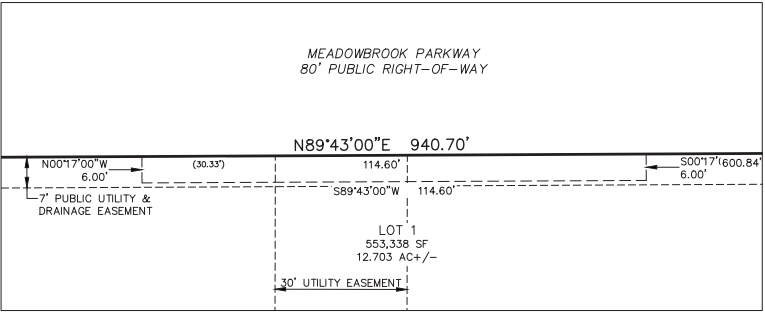 MEADOWBROOK PARKWAY
80' PUBLIC RIGHT-OF-WAY
N89°43'00"E 940.70'
N00°17'00"W
6.00'
(30.33')
114.60'
S00°17'(600.84'
6.00'
S89°43'00"W 114.60'
7' PUBLIC UTILITY &
DRAINAGE EASEMENT
LOT 1
553,338 SF
12.703 AC+/-
30' UTILITY EASEMENT